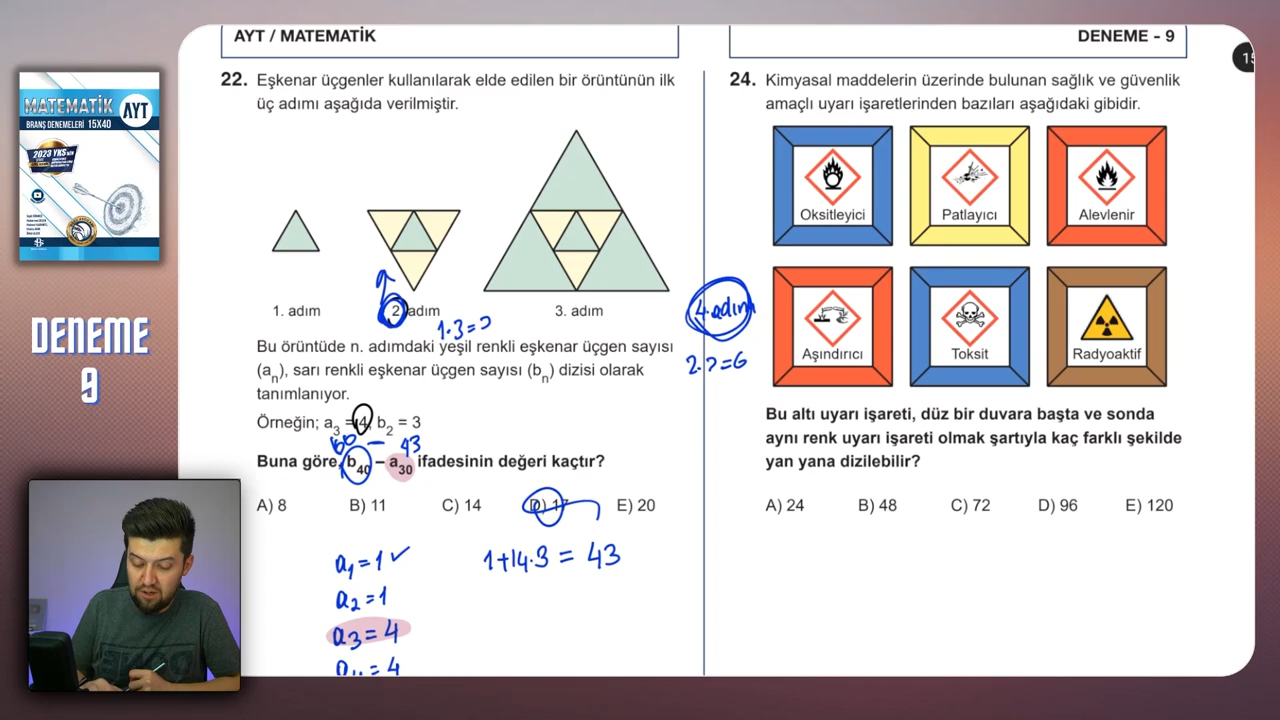 AYT / MATEMATİK
DENEME - 9
MATEMATİK AYT
BRANŞ DENEMELERİ 15X40
DENEME
9
22. Eşkenar üçgenler kullanılarak elde edilen bir örüntünün ilk
üç adımı aşağıda verilmiştir.
1. adım
2. adım
3. adım
4. adım
1·3=
Bu örüntüde n. adımdaki yeşil renkli eşkenar üçgen sayısı
(an), sarı renkli eşkenar üçgen sayısı (bn) dizisi olarak
tanımlanıyor.
Örneğin; a3 = 4, b2 = 3
60 – 43
Buna göre, b40 – a30 ifadesinin değeri kaçtır?
A) 8
B) 11
C) 14
D) 17
E) 20
a1 = 1 ✓
a2 = 1
a3 = 4
a4 = 4
1+14·3 = 43
24. Kimyasal maddelerin üzerinde bulunan sağlık ve güvenlik
amaçlı uyarı işaretlerinden bazıları aşağıdaki gibidir.
Oksitleyici
Patlayıcı
Alevlenir
Aşındırıcı
Toksit
Radyoaktif
Bu altı uyarı işareti, düz bir duvara başta ve sonda
aynı renk uyarı işareti olmak şartıyla kaç farklı şekilde
yan yana dizilebilir?
A) 24
B) 48
C) 72
D) 96
E) 120